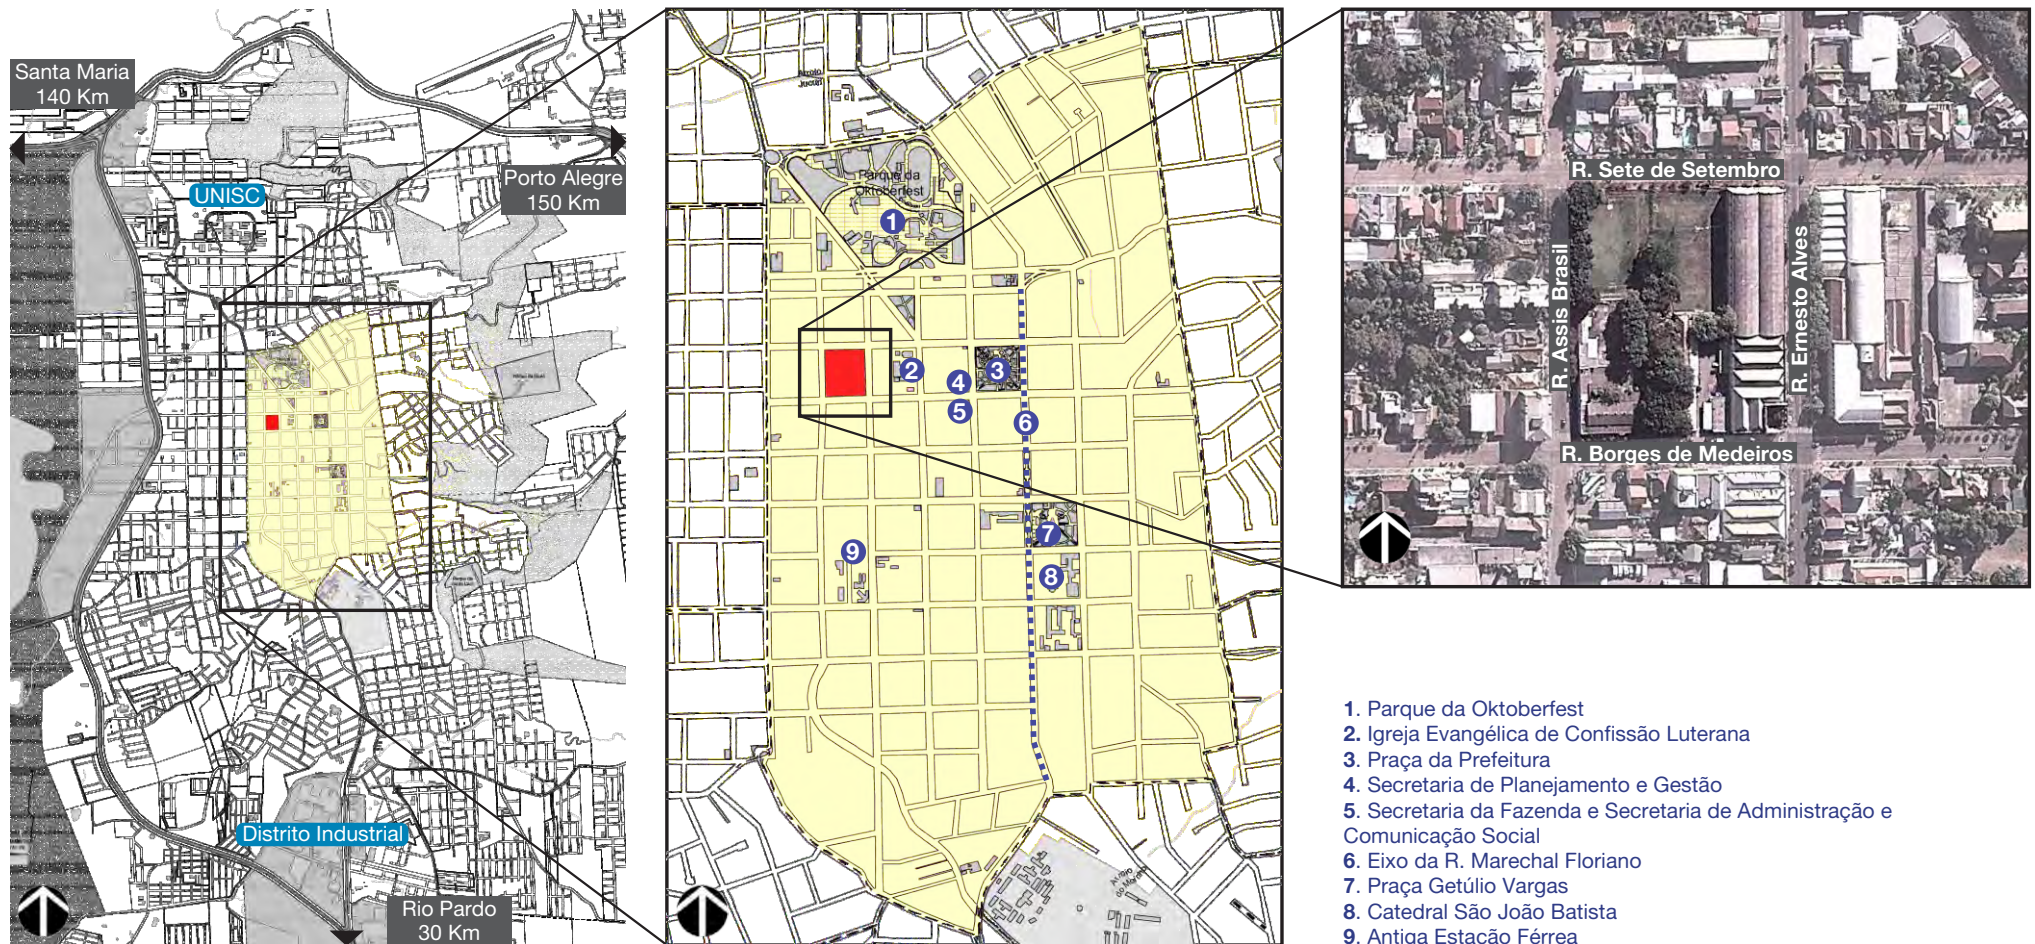 Santa Maria
140 Km
UNISC
Porto Alegre
150 Km
Distrito Industrial
Rio Pardo
30 Km
Arroio
Parque da
Oktoberfest
1
2
3
4
5
6
7
8
9
R. Sete de Setembro
R. Assis Brasil
R. Ernesto Alves
R. Borges de Medeiros
1. Parque da Oktoberfest
2. Igreja Evangélica de Confissão Luterana
3. Praça da Prefeitura
4. Secretaria de Planejamento e Gestão
5. Secretaria da Fazenda e Secretaria de Administração e
Comunicação Social
6. Eixo da R. Marechal Floriano
7. Praça Getúlio Vargas
8. Catedral São João Batista
9. Antiga Estação Férrea